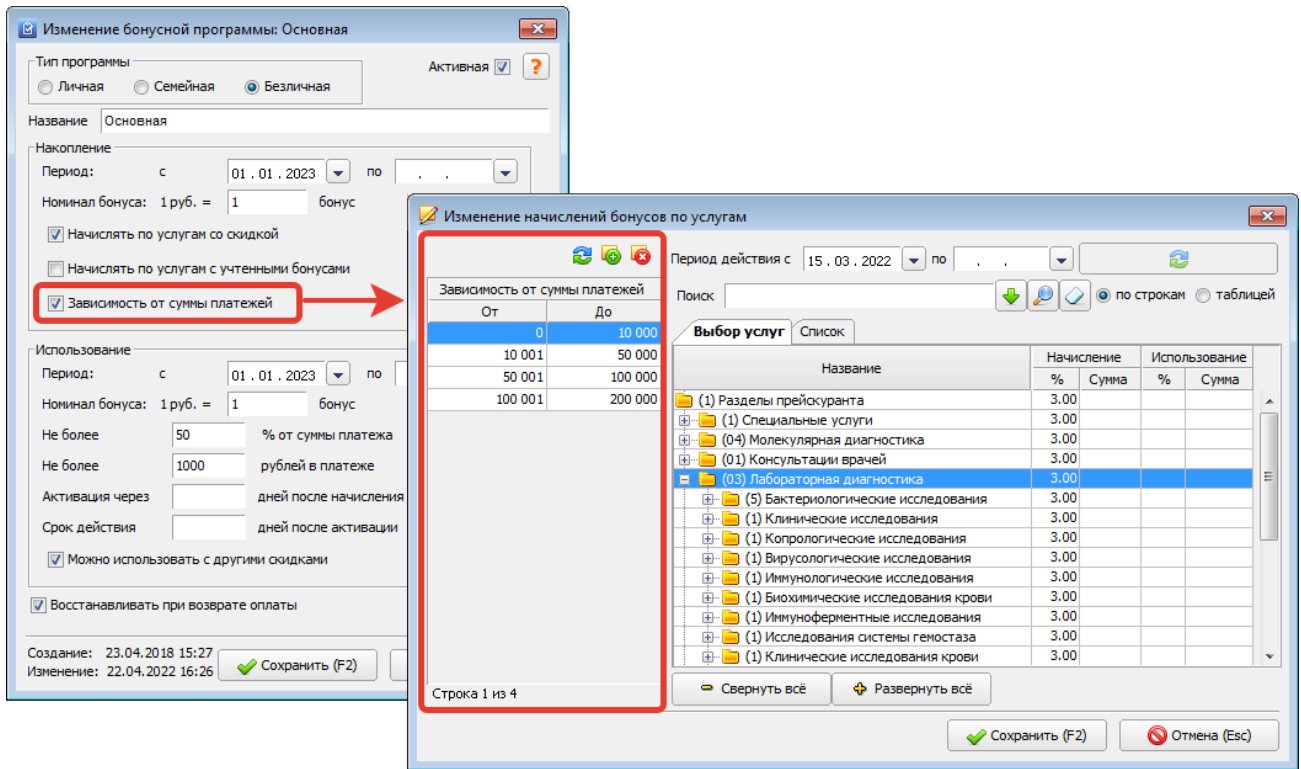 Изменение бонусной программы: Основная
Тип программы
Личная Семейная Безличная
Активная
?
Название Основная
Накопление
Период: с 01 . 01 . 2023 по . .
Номинал бонуса: 1 руб. = 1 бонус
Начислять по услугам со скидкой
Начислять по услугам с учтенными бонусами
Зависимость от суммы платежей
Использование
Период: с 01 . 01 . 2023 по
Номинал бонуса: 1 руб. = 1 бонус
Не более 50 % от суммы платежа
Не более 1000 рублей в платеже
Активация через дней после начисления
Срок действия дней после активации
Можно использовать с другими скидками
Восстанавливать при возврате оплаты
Создание: 23.04.2018 15:27
Изменение: 22.04.2022 16:26
Сохранить (F2)
Изменение начислений бонусов по услугам
Зависимость от суммы платежей
От До
0 10 000
10 001 50 000
50 001 100 000
100 001 200 000
Строка 1 из 4
Период действия с 15 . 03 . 2022 по . .
Поиск по строкам таблицей
Выбор услуг Список
Название Начисление Использование
% Сумма % Сумма
(1) Разделы прейскуранта 3.00
(1) Специальные услуги 3.00
(04) Молекулярная диагностика 3.00
(01) Консультации врачей 3.00
(03) Лабораторная диагностика 3.00
(5) Бактериологические исследования 3.00
(1) Клинические исследования 3.00
(1) Копрологические исследования 3.00
(1) Вирусологические исследования 3.00
(1) Иммунологические исследования 3.00
(1) Биохимические исследования крови 3.00
(1) Иммуноферментные исследования 3.00
(1) Исследования системы гемостаза 3.00
(1) Клинические исследования крови 3.00
Свернуть всё Развернуть всё
Сохранить (F2) Отмена (Esc)